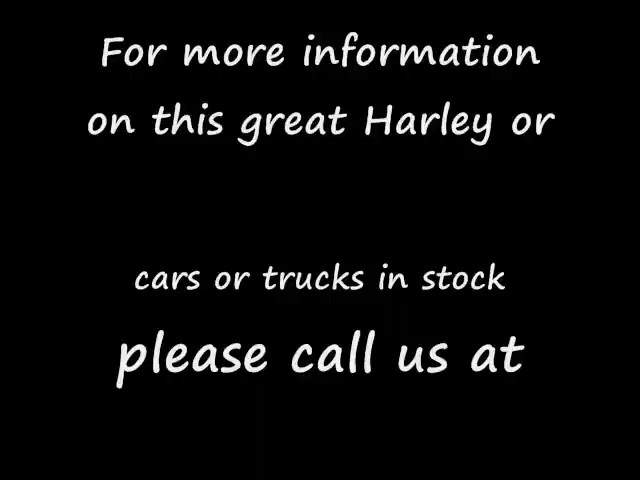 For more information
on this great Harley or
cars or trucks in stock
please call us at